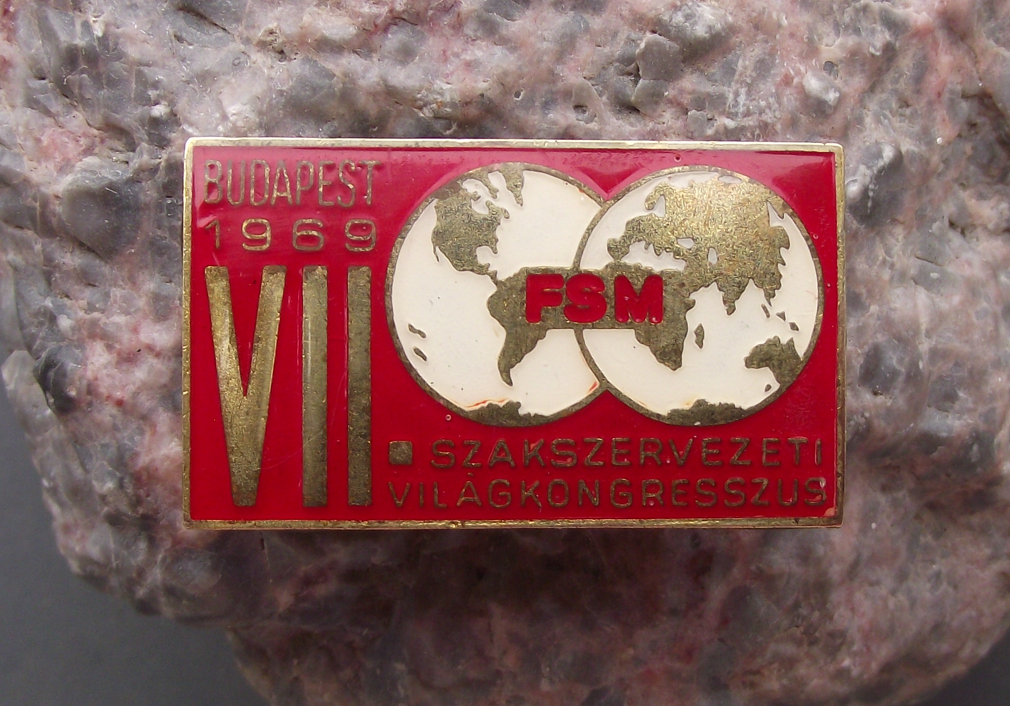 BUDAPEST
1969
VII
FSM
SZAKSZERVEZETI
VILÁGKONGRESSZUS